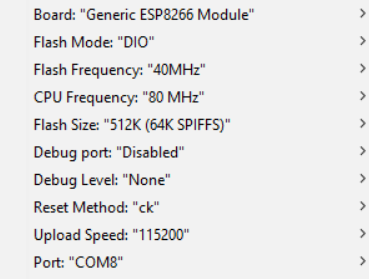 Board: "Generic ESP8266 Module"
Flash Mode: "DIO"
Flash Frequency: "40MHz"
CPU Frequency: "80 MHz"
Flash Size: "512K (64K SPIFFS)"
Debug port: "Disabled"
Debug Level: "None"
Reset Method: "ck"
Upload Speed: "115200"
Port: "COM8"